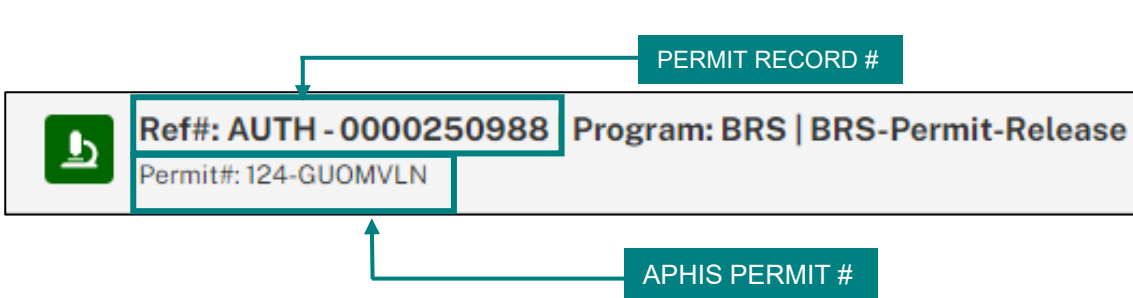 PERMIT RECORD #
Ref#: AUTH - 0000250988 Program: BRS | BRS-Permit-Release
Permit#: 124-GUOMVLN
APHIS PERMIT #